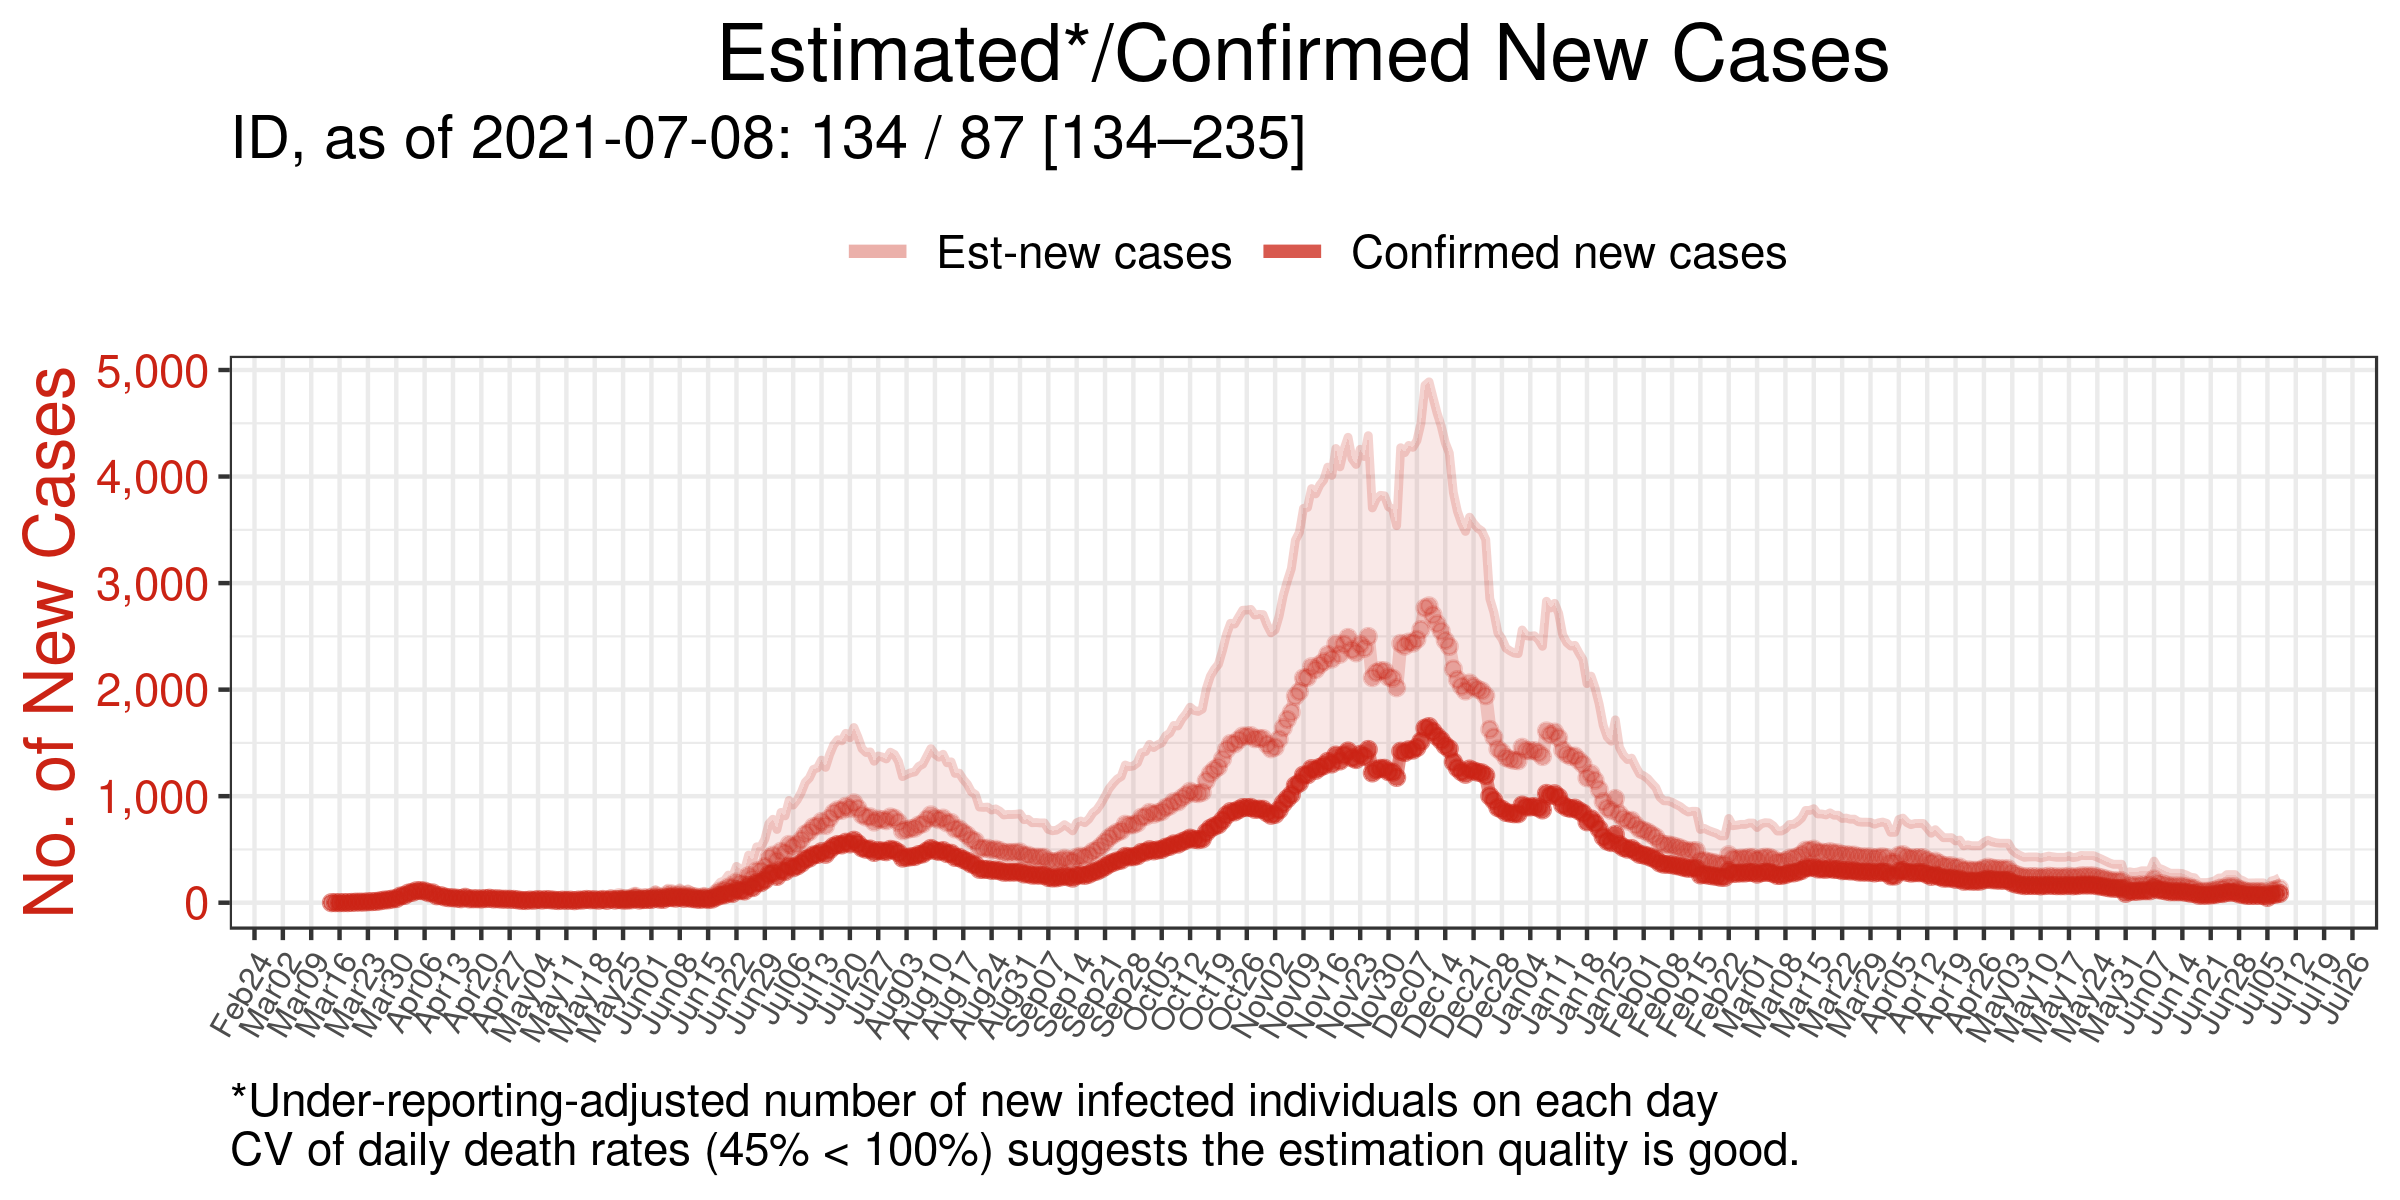 Estimated*/Confirmed New Cases
ID, as of 2021-07-08: 134 / 87 [134–235]
Est-new cases Confirmed new cases
No. of New Cases
5,000
4,000
3,000
2,000
1,000
0
Feb24 Mar02 Mar09 Mar16 Mar23 Mar30 Apr06 Apr13 Apr20 Apr27 May04 May11 May18 May25 Jun01 Jun08 Jun15 Jun22 Jun29 Jul06 Jul13 Jul20 Jul27 Aug03 Aug10 Aug17 Aug24 Aug31 Sep07 Sep14 Sep21 Sep28 Oct05 Oct12 Oct19 Oct26 Nov02 Nov09 Nov16 Nov23 Nov30 Dec07 Dec14 Dec21 Dec28 Jan04 Jan11 Jan18 Jan25 Feb01 Feb08 Feb15 Feb22 Mar01 Mar08 Mar15 Mar22 Mar29 Apr05 Apr12 Apr19 Apr26 May03 May10 May17 May24 May31 Jun07 Jun14 Jun21 Jun28 Jul05 Jul12 Jul19 Jul26
*Under-reporting-adjusted number of new infected individuals on each day
CV of daily death rates (45% < 100%) suggests the estimation quality is good.